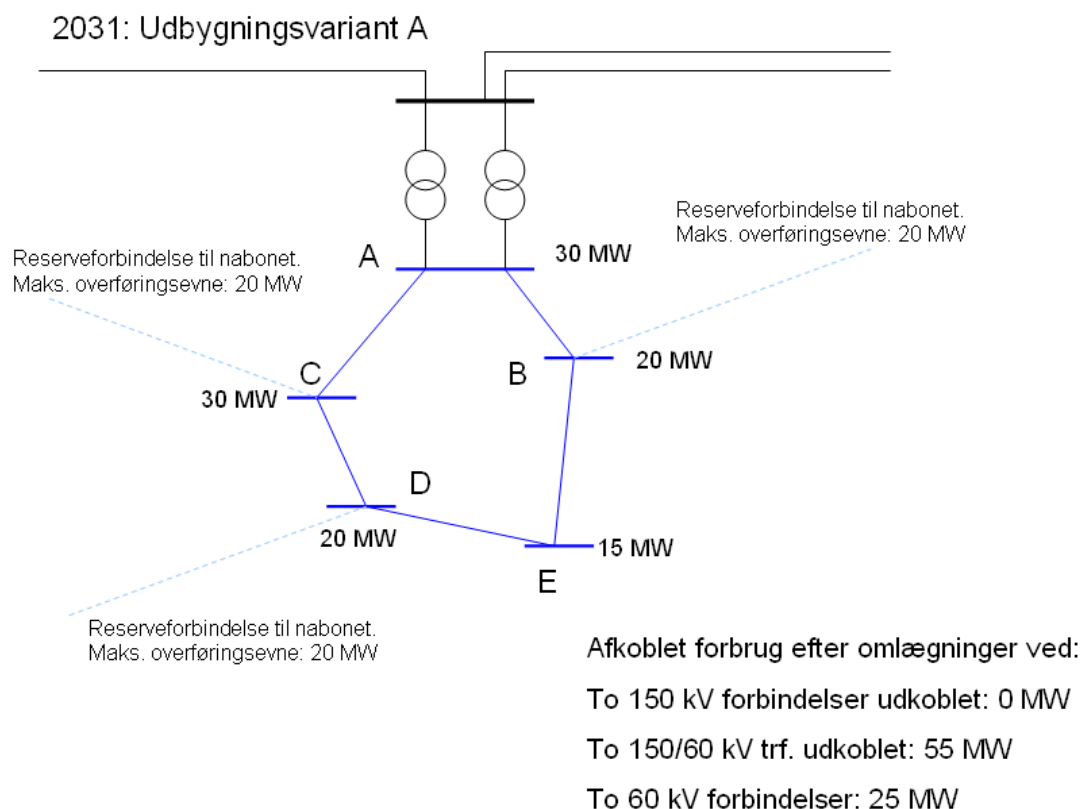 2031: Udbygningsvariant A
Reserveforbindelse til nabonet.
Maks. overføringsevne: 20 MW
Reserveforbindelse til nabonet.
Maks. overføringsevne: 20 MW
A
30 MW
C
B
20 MW
30 MW
D
20 MW
15 MW
E
Reserveforbindelse til nabonet.
Maks. overføringsevne: 20 MW
Afkoblet forbrug efter omlægninger ved:
To 150 kV forbindelser udkoblet: 0 MW
To 150/60 kV trf. udkoblet: 55 MW
To 60 kV forbindelser: 25 MW